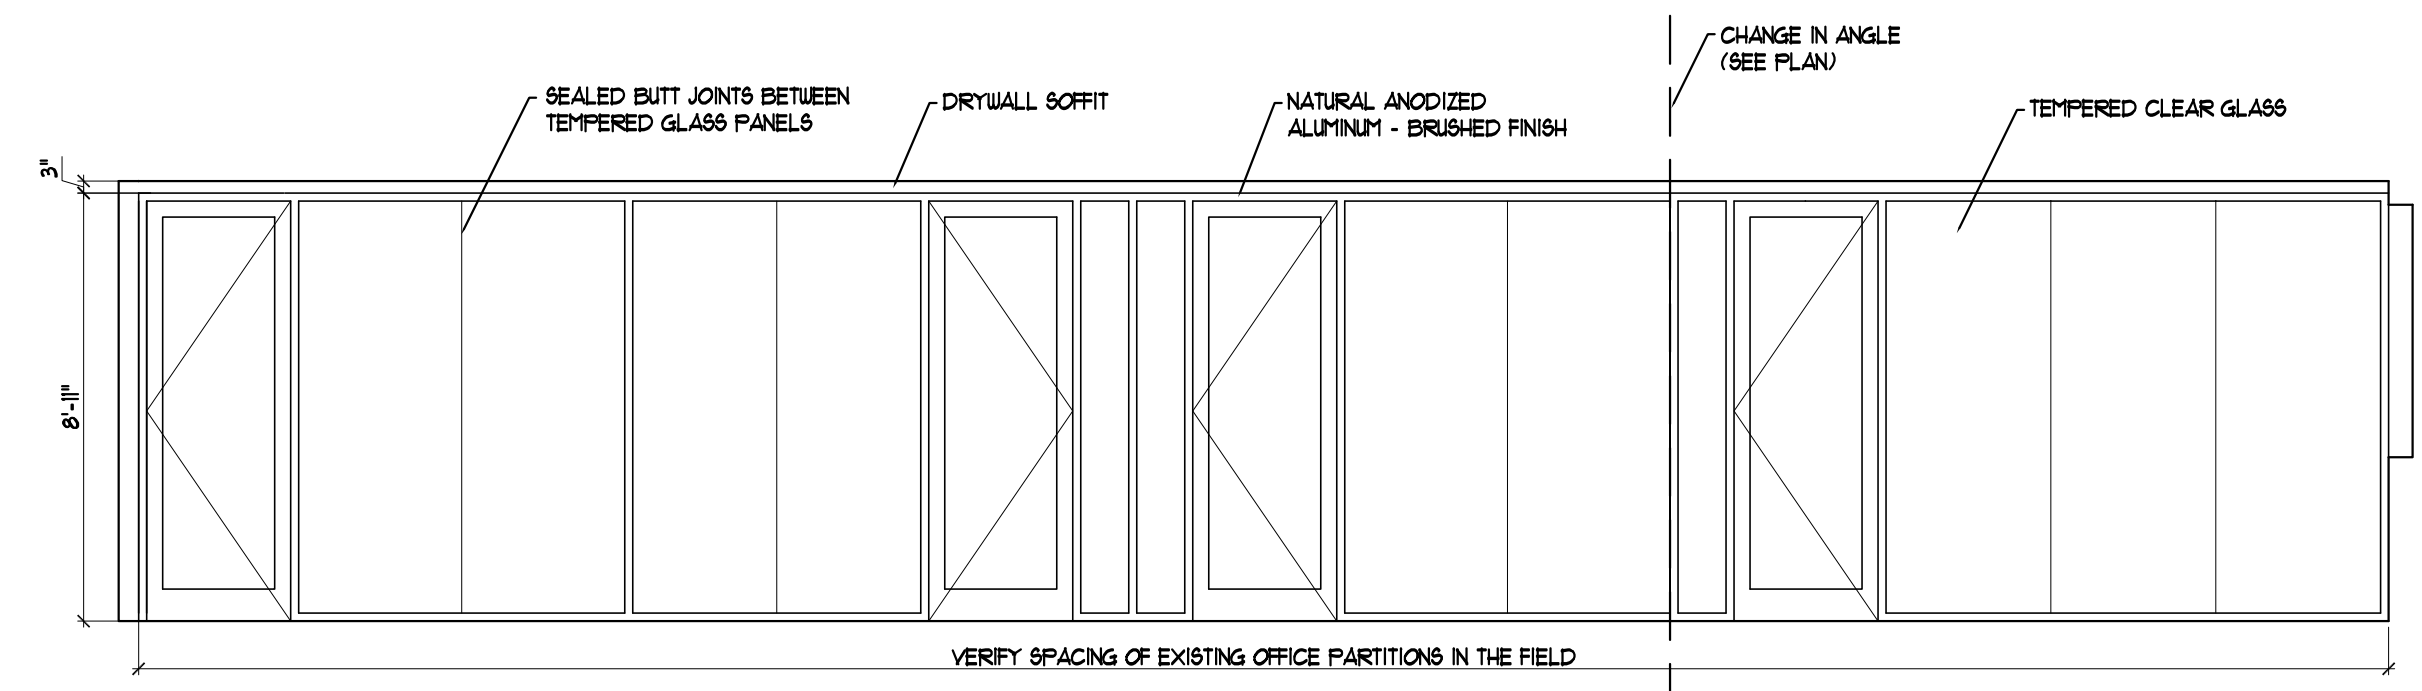 CHANGE IN ANGLE
(SEE PLAN)
SEALED BUTT JOINTS BETWEEN
TEMPERED GLASS PANELS
DRYWALL SOFFIT
NATURAL ANODIZED
ALUMINUM - BRUSHED FINISH
TEMPERED CLEAR GLASS
3"
8'-11"
VERIFY SPACING OF EXISTING OFFICE PARTITIONS IN THE FIELD